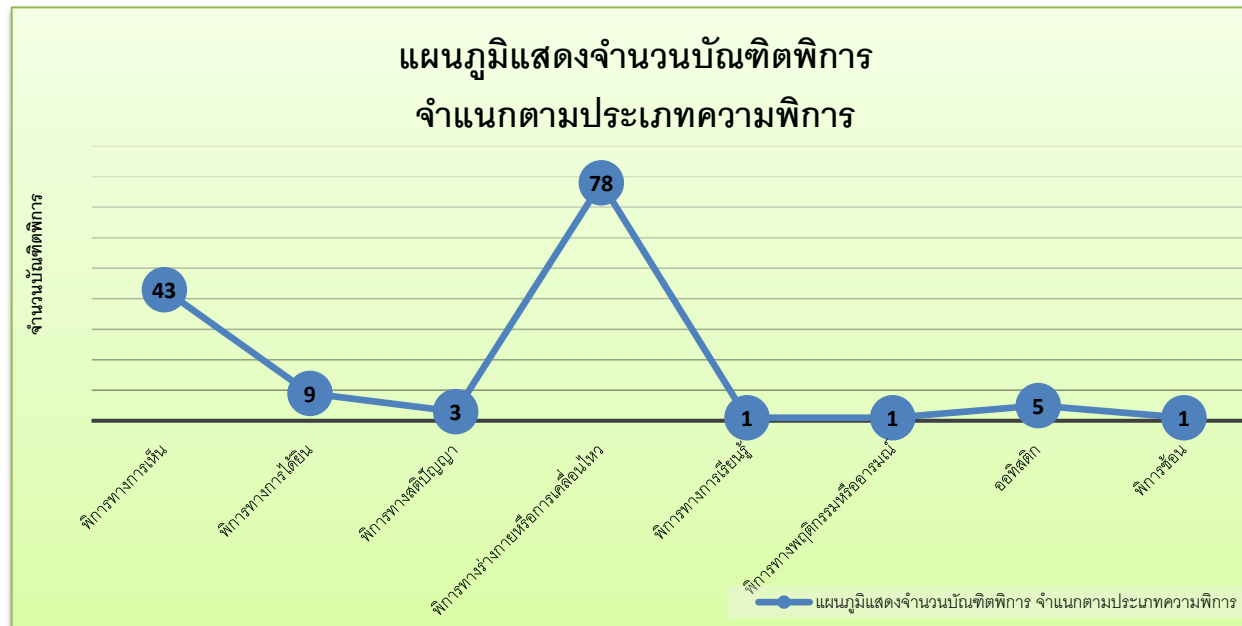 แผนภูมิแสดงจำนวนบัณฑิตพิการ
จำแนกตามประเภทความพิการ
จำนวนบัณฑิตพิการ
43
9
3
78
1
1
5
1
พิการทางการเห็น
พิการทางการได้ยิน
พิการทางสติปัญญา
พิการทางร่างกายหรือการเคลื่อนไหว
พิการทางการเรียนรู้
พิการทางพฤติกรรมหรืออารมณ์
ออทิสติก
พิการซ้อน
แผนภูมิแสดงจำนวนบัณฑิตพิการ จำแนกตามประเภทความพิการ